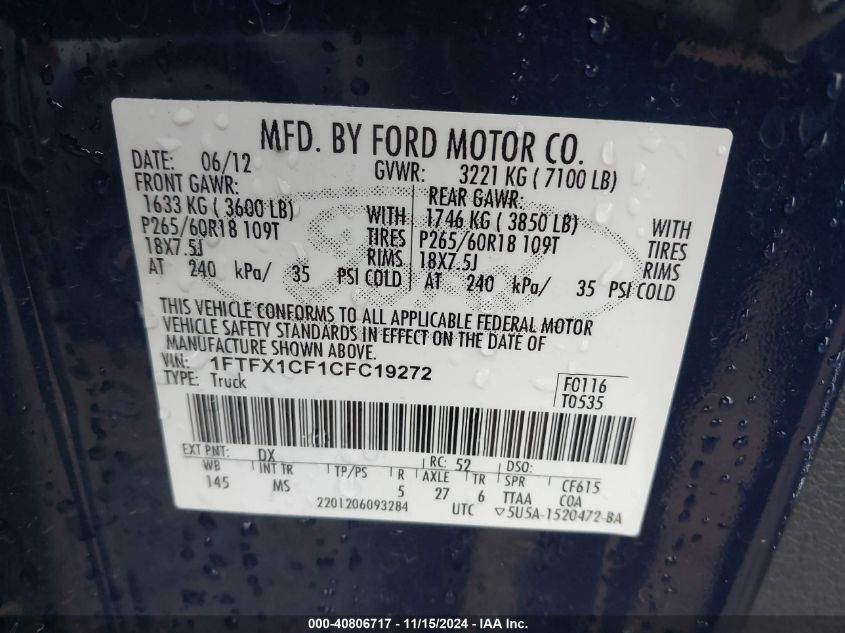 MFD. BY FORD MOTOR CO.
DATE: 06/12 GVWR: 3221 KG ( 7100 LB)
FRONT GAWR: REAR GAWR:
1633 KG ( 3600 LB) WITH 1746 KG ( 3850 LB) WITH
P265/60R18 109T TIRES P265/60R18 109T TIRES
18X7.5J RIMS 18X7.5J RIMS
AT 240 kPa/ 35 PSI COLD AT 240 kPa/ 35 PSI COLD
THIS VEHICLE CONFORMS TO ALL APPLICABLE FEDERAL MOTOR
VEHICLE SAFETY STANDARDS IN EFFECT ON THE DATE OF
MANUFACTURE SHOWN ABOVE.
VIN: 1FTFX1CF1CFC19272
TYPE: Truck
F0116
T0535
EXT PNT: DX RC: 52 DSO:
WB INT TR TP/PS R AXLE TR SPR CF615
145 MS 5 27 6 TTAA COA
2201206093284 UTC ▽5U5A-1520472-BA
000-40806717 - 11/15/2024 - IAA Inc.